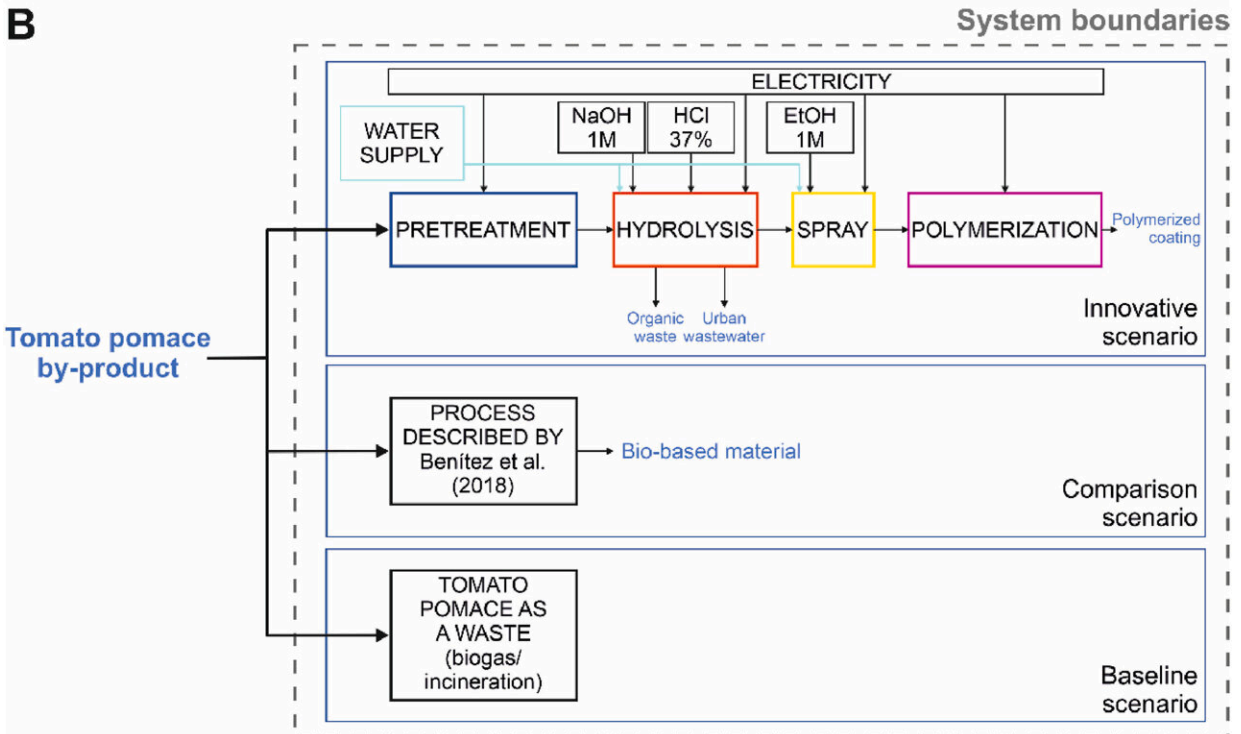 B
System boundaries
ELECTRICITY
WATER
SUPPLY
NaOH
1M
HCl
37%
EtOH
1M
PRETREATMENT
HYDROLYSIS
SPRAY
POLYMERIZATION
Polymerized
coating
Organic
waste
Urban
wastewater
Innovative
scenario
Tomato pomace
by-product
PROCESS
DESCRIBED BY
Benítez et al.
(2018)
Bio-based material
Comparison
scenario
TOMATO
POMACE AS
A WASTE
(biogas/
incineration)
Baseline
scenario